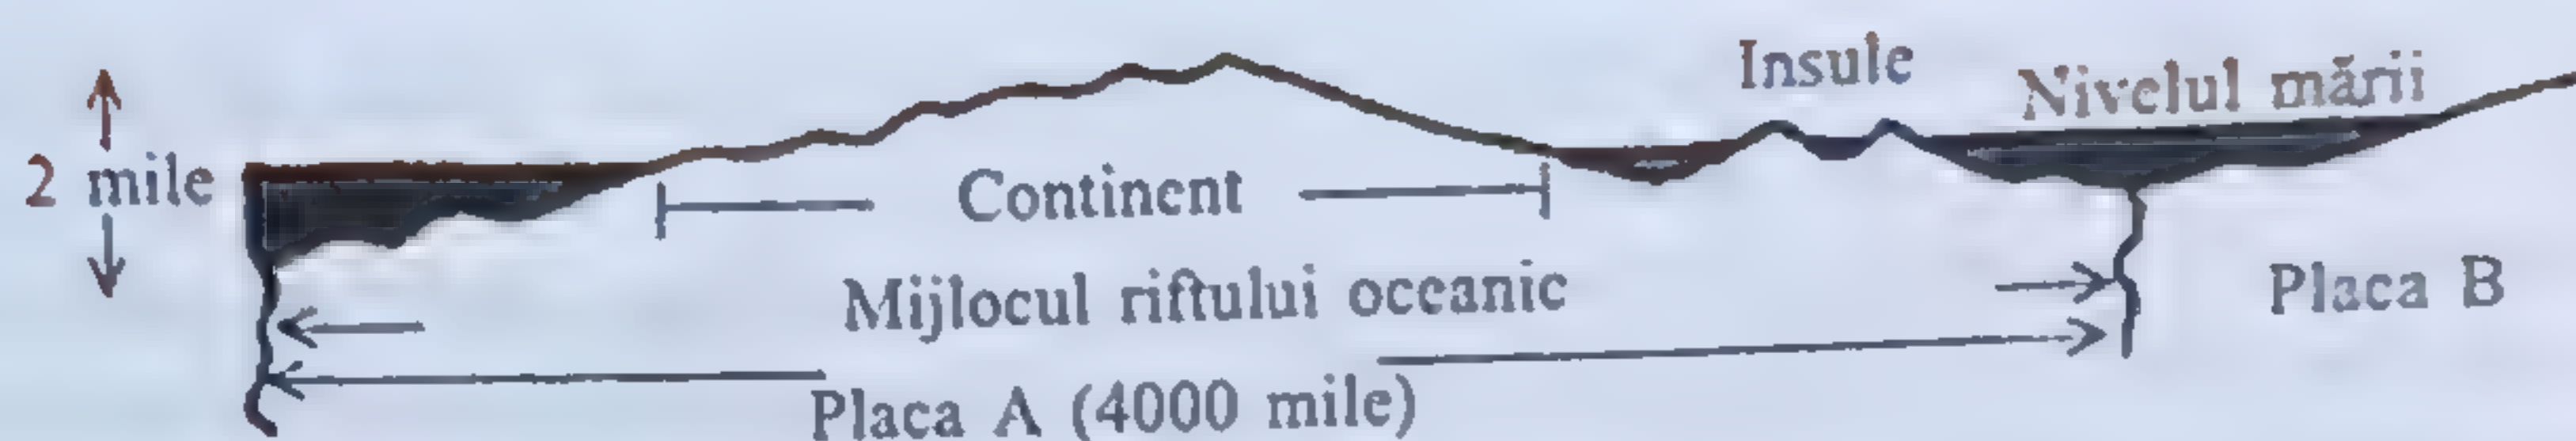 Insule
Nivelul mării
2 mile
Continent
Mijlocul riftului oceanic
Placa B
Placa A (4000 mile)